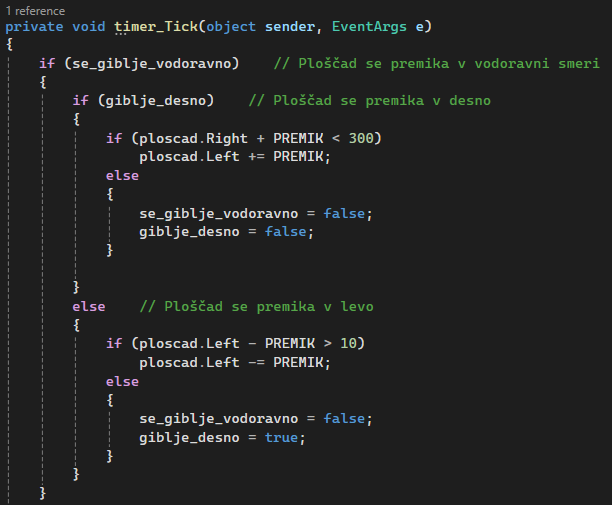 1 reference
private void timer_Tick(object sender, EventArgs e)
{
    if (se_giblje_vodoravno)    // Ploščad se premika v vodoravni smeri
    {
        if (giblje_desno)    // Ploščad se premika v desno
        {
            if (ploscad.Right + PREMIK < 300)
                ploscad.Left += PREMIK;
            else
            {
                se_giblje_vodoravno = false;
                giblje_desno = false;
            }
        }
        else    // Ploščad se premika v levo
        {
            if (ploscad.Left - PREMIK > 10)
                ploscad.Left -= PREMIK;
            else
            {
                se_giblje_vodoravno = false;
                giblje_desno = true;
            }
        }
    }